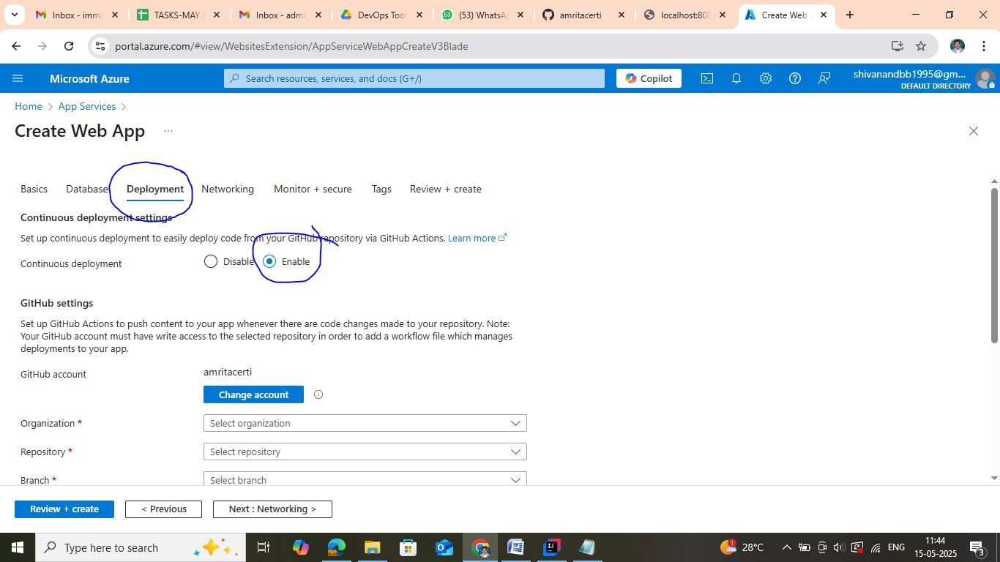 Inbox - imma
TASKS-MAY
Inbox - admi
DevOps Tool
(53) WhatsA
amritacerti
localhost:808
Create Web A
portal.azure.com/#view/WebsitesExtension/AppServiceWebAppCreateV3Blade
Microsoft Azure
Search resources, services, and docs (G+/)
Copilot
shivanandbb1995@gm...
DEFAULT DIRECTORY
Home > App Services >
Create Web App ...
Basics Database Deployment Networking Monitor + secure Tags Review + create
Continuous deployment settings
Set up continuous deployment to easily deploy code from your GitHub repository via GitHub Actions. Learn more
Continuous deployment Disable Enable
GitHub settings
Set up GitHub Actions to push content to your app whenever there are code changes made to your repository. Note:
Your GitHub account must have write access to the selected repository in order to add a workflow file which manages
deployments to your app.
GitHub account amritacerti
Change account
Organization * Select organization
Repository * Select repository
Branch * Select branch
Review + create < Previous Next : Networking >
Type here to search
1
28°C
ENG
11:44
15-05-2025
3